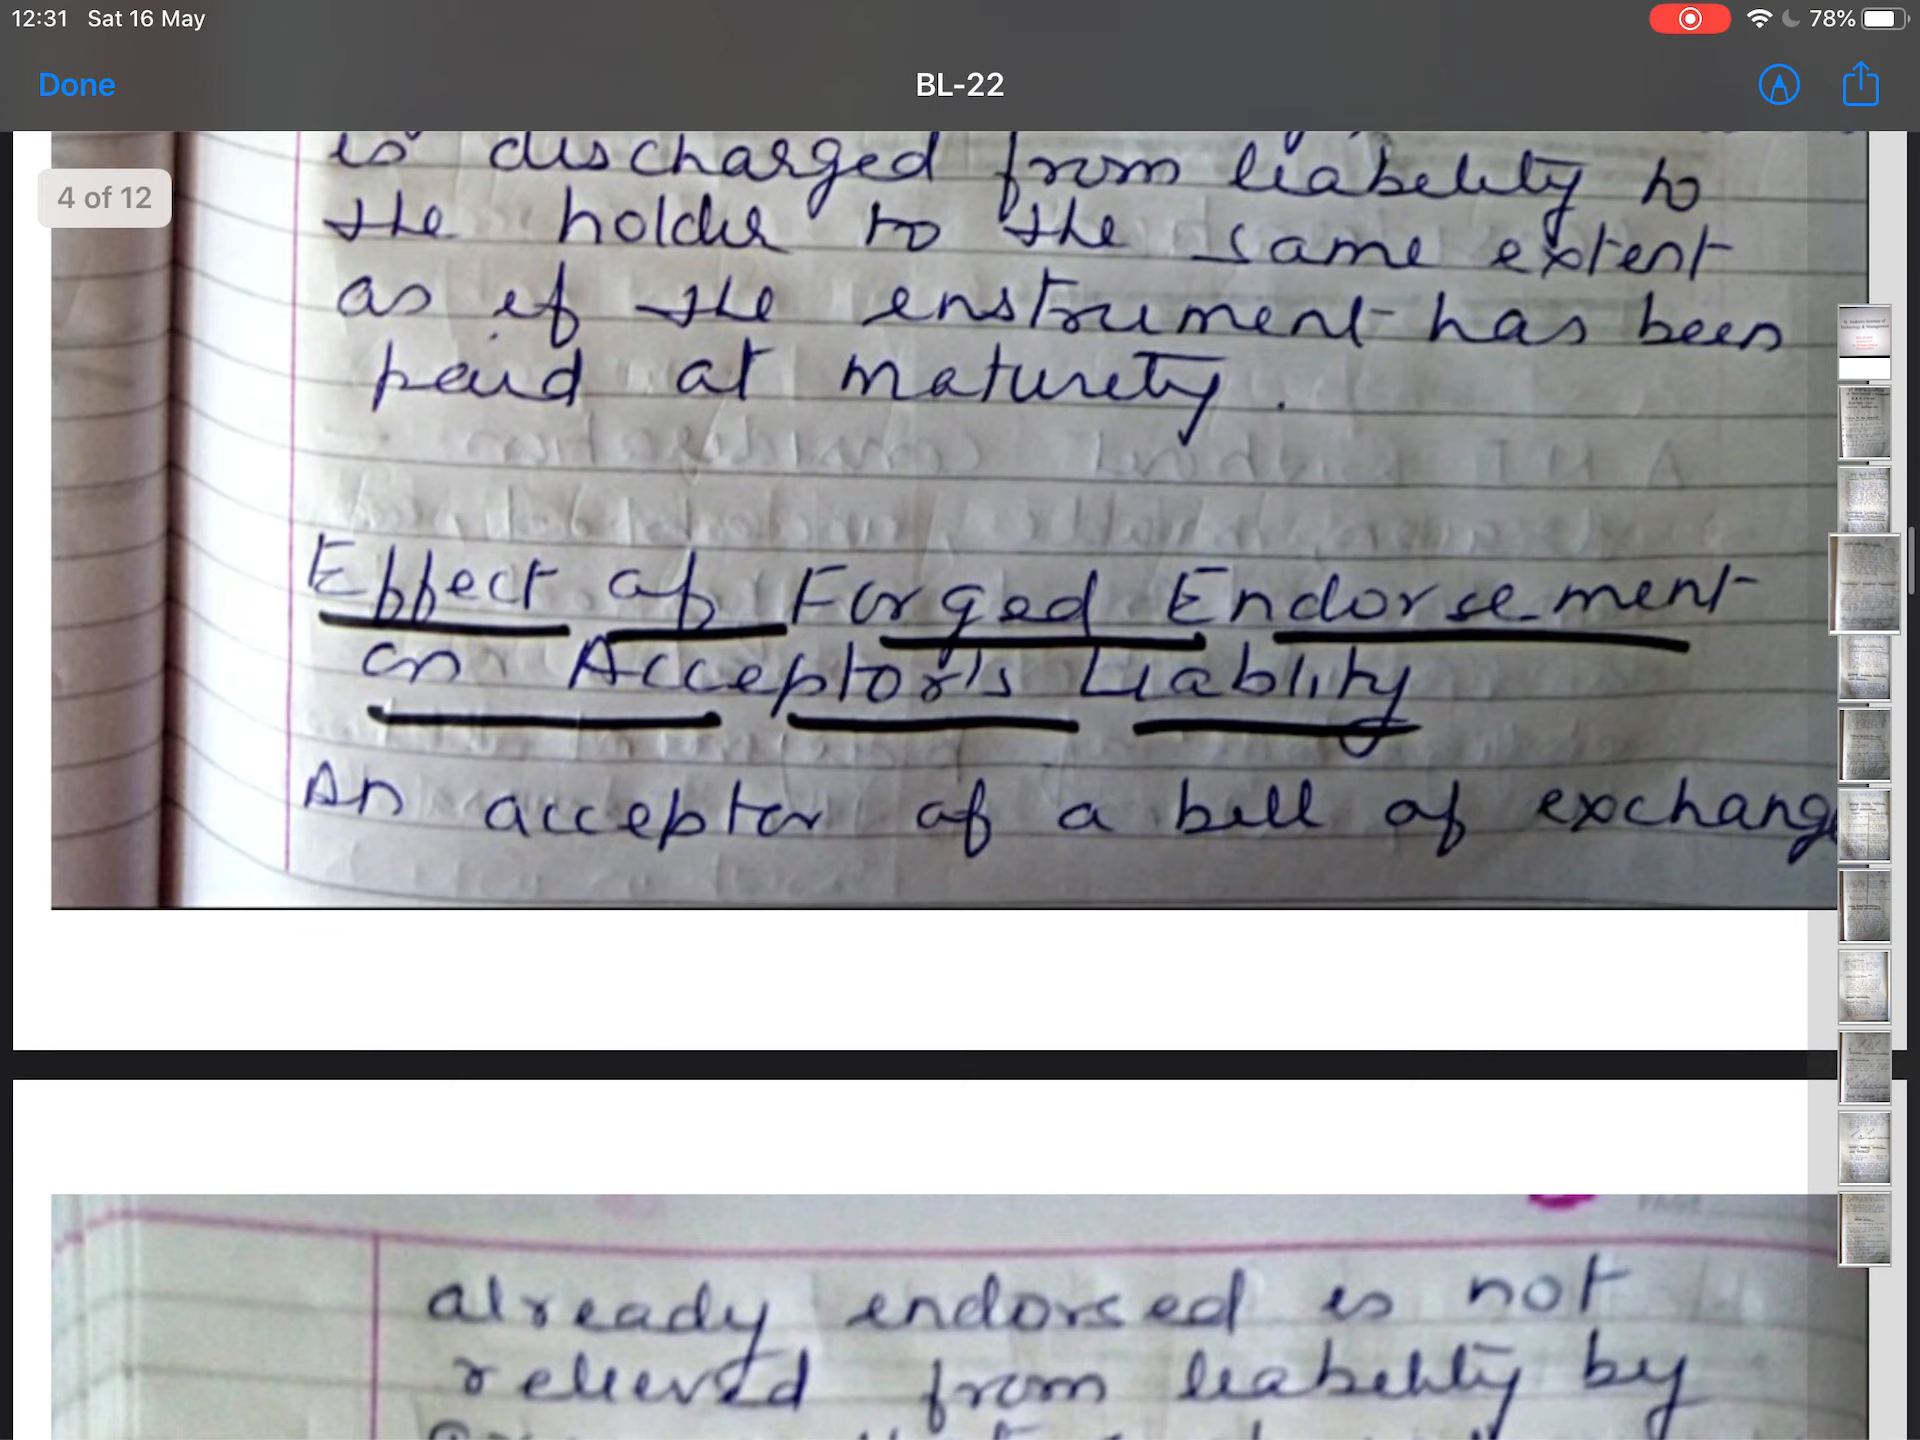 12:31 Sat 16 May
78%
Done
BL-22
4 of 12
is discharged from liability to
the holder to the same extent
as if the instrument has been
paid at maturity.
Effect of Forged Endorsement
on Acceptor's Liablity
An acceptor of a bill of exchange
already endorsed is not
relieved from liability by